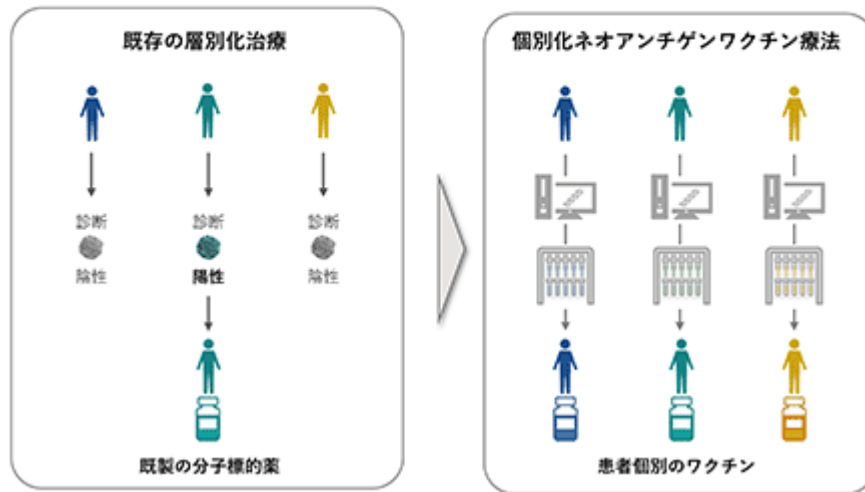 既存の層別化治療
診断
陰性
診断
陽性
診断
陰性
既製の分子標的薬
個別化ネオアンチゲンワクチン療法
患者個別のワクチン